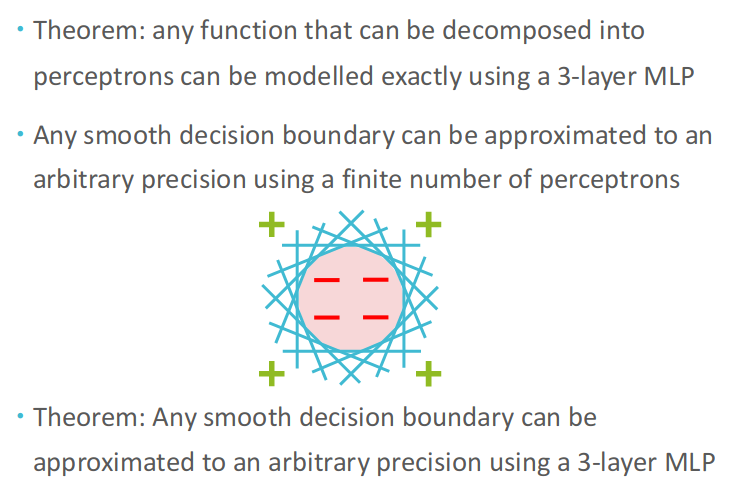 • Theorem: any function that can be decomposed into
perceptrons can be modelled exactly using a 3-layer MLP
• Any smooth decision boundary can be approximated to an
arbitrary precision using a finite number of perceptrons
+ +
− −
− −
+ +
• Theorem: Any smooth decision boundary can be
approximated to an arbitrary precision using a 3-layer MLP